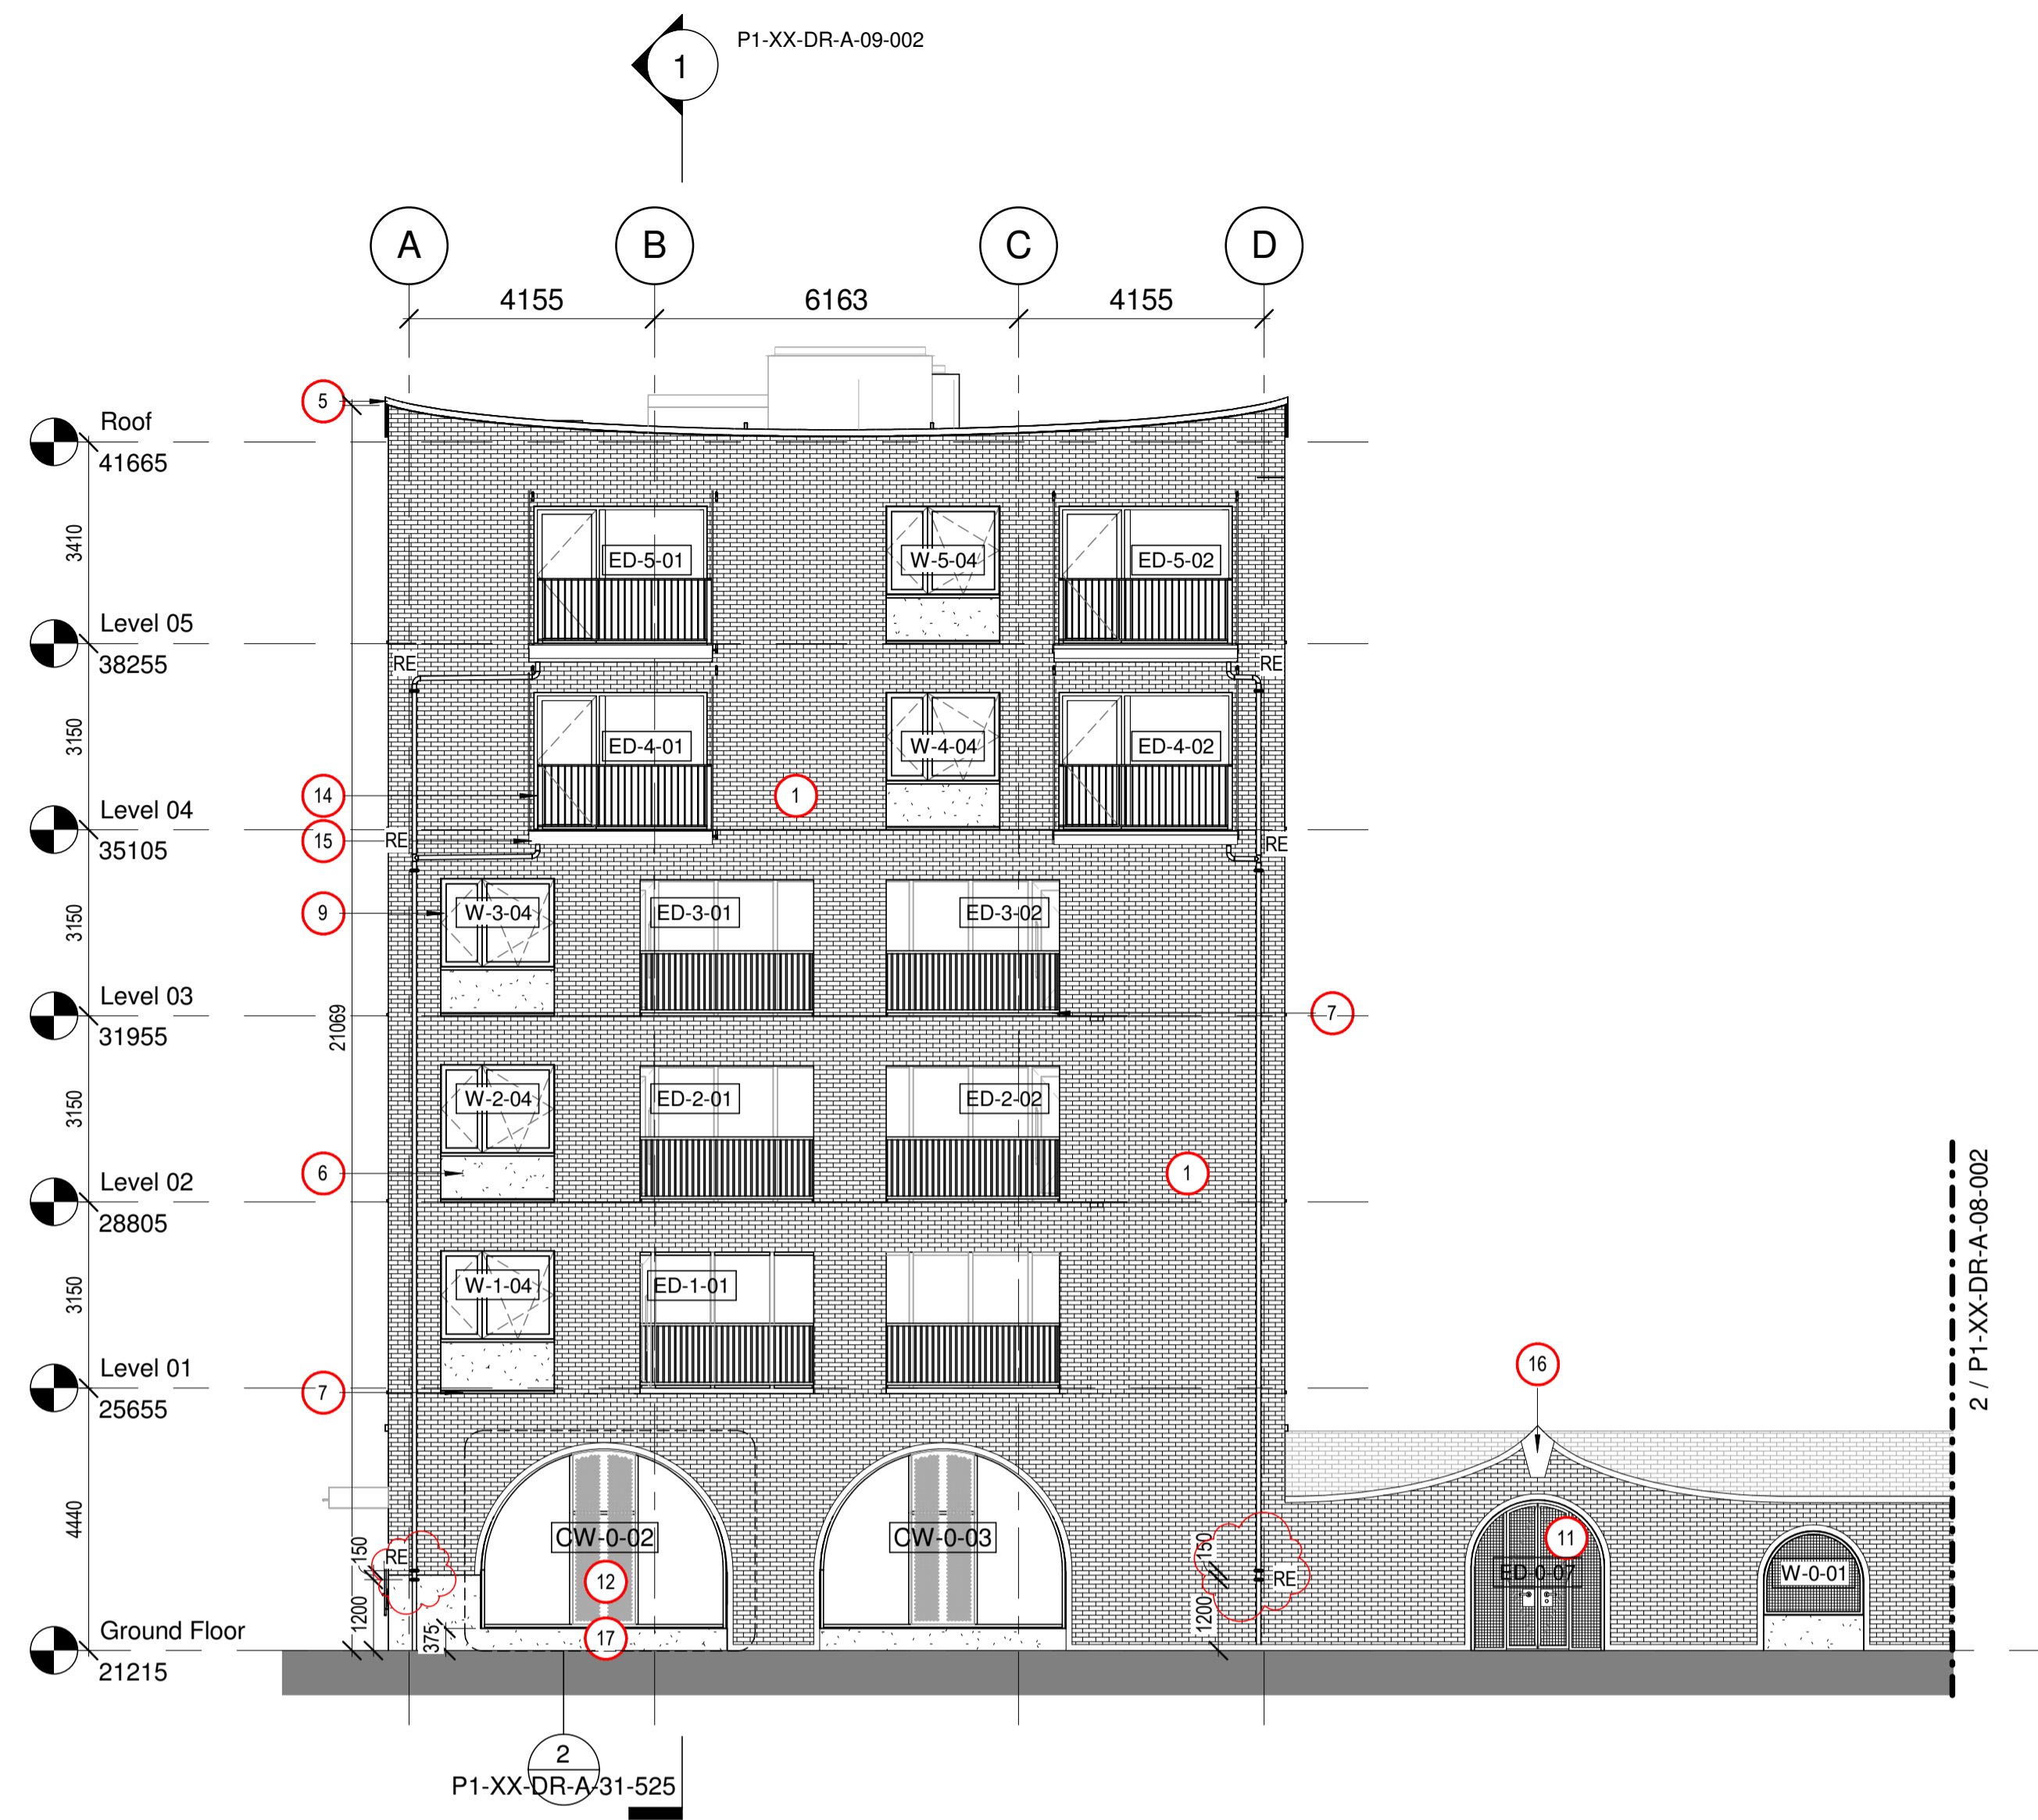 1
P1-XX-DR-A-09-002
A
B
C
D
4155
6163
4155
5
Roof
41665
3410
ED-5-01
W-5-04
ED-5-02
Level 05
38255
RE
RE
3150
ED-4-01
W-4-04
ED-4-02
14
1
Level 04
35105
15
RE
RE
9
3150
W-3-04
ED-3-01
ED-3-02
Level 03
31955
21069
7
3150
W-2-04
ED-2-01
ED-2-02
6
1
Level 02
28805
3150
W-1-04
ED-1-01
Level 01
25655
7
16
2 / P1-XX-DR-A-08-002
4440
150
RE
CW-0-02
CW-0-03
150
RE
11
ED-0-07
W-0-01
12
1200
375
17
1200
Ground Floor
21215
2
P1-XX-DR-A-31-525